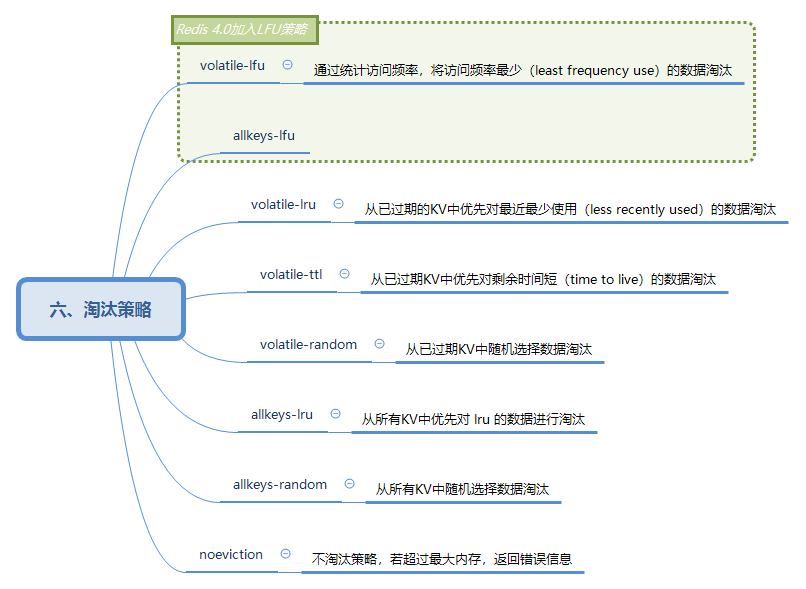 Redis 4.0加入LFU策略
volatile-lfu
通过统计访问频率，将访问频率最少（least frequency use）的数据淘汰
allkeys-lfu
volatile-lru
从已过期的KV中优先对最近最少使用（less recently used）的数据淘汰
volatile-ttl
从已过期KV中优先对剩余时间短（time to live）的数据淘汰
六、淘汰策略
volatile-random
从已过期KV中随机选择数据淘汰
allkeys-lru
从所有KV中优先对 lru 的数据进行淘汰
allkeys-random
从所有KV中随机选择数据淘汰
noeviction
不淘汰策略，若超过最大内存，返回错误信息